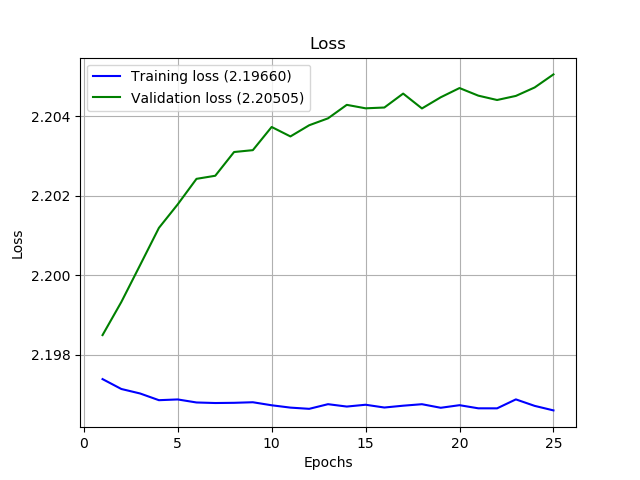 Loss
Training loss (2.19660)
Validation loss (2.20505)
2.204
2.202
2.200
2.198
Loss
0 5 10 15 20 25
Epochs